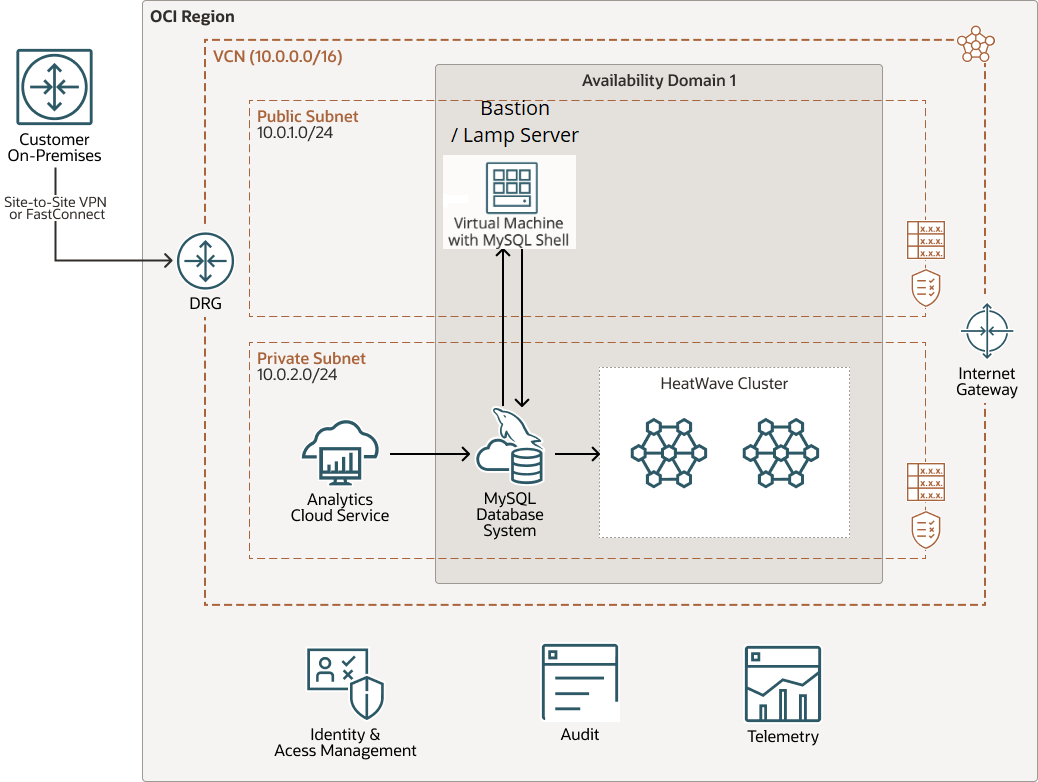 OCI Region
VCN (10.0.0.0/16)
Availability Domain 1
Public Subnet
10.0.1.0/24
Bastion
/ Lamp Server
Virtual Machine
with MySQL Shell
Customer
On-Premises
Site-to-Site VPN
or FastConnect
DRG
x.x.x.
x.x.x.
x.x.x.
Internet
Gateway
Private Subnet
10.0.2.0/24
HeatWave Cluster
Analytics
Cloud Service
MySQL
Database
System
x.x.x.
x.x.x.
x.x.x.
Identity &
Acess Management
Audit
Telemetry